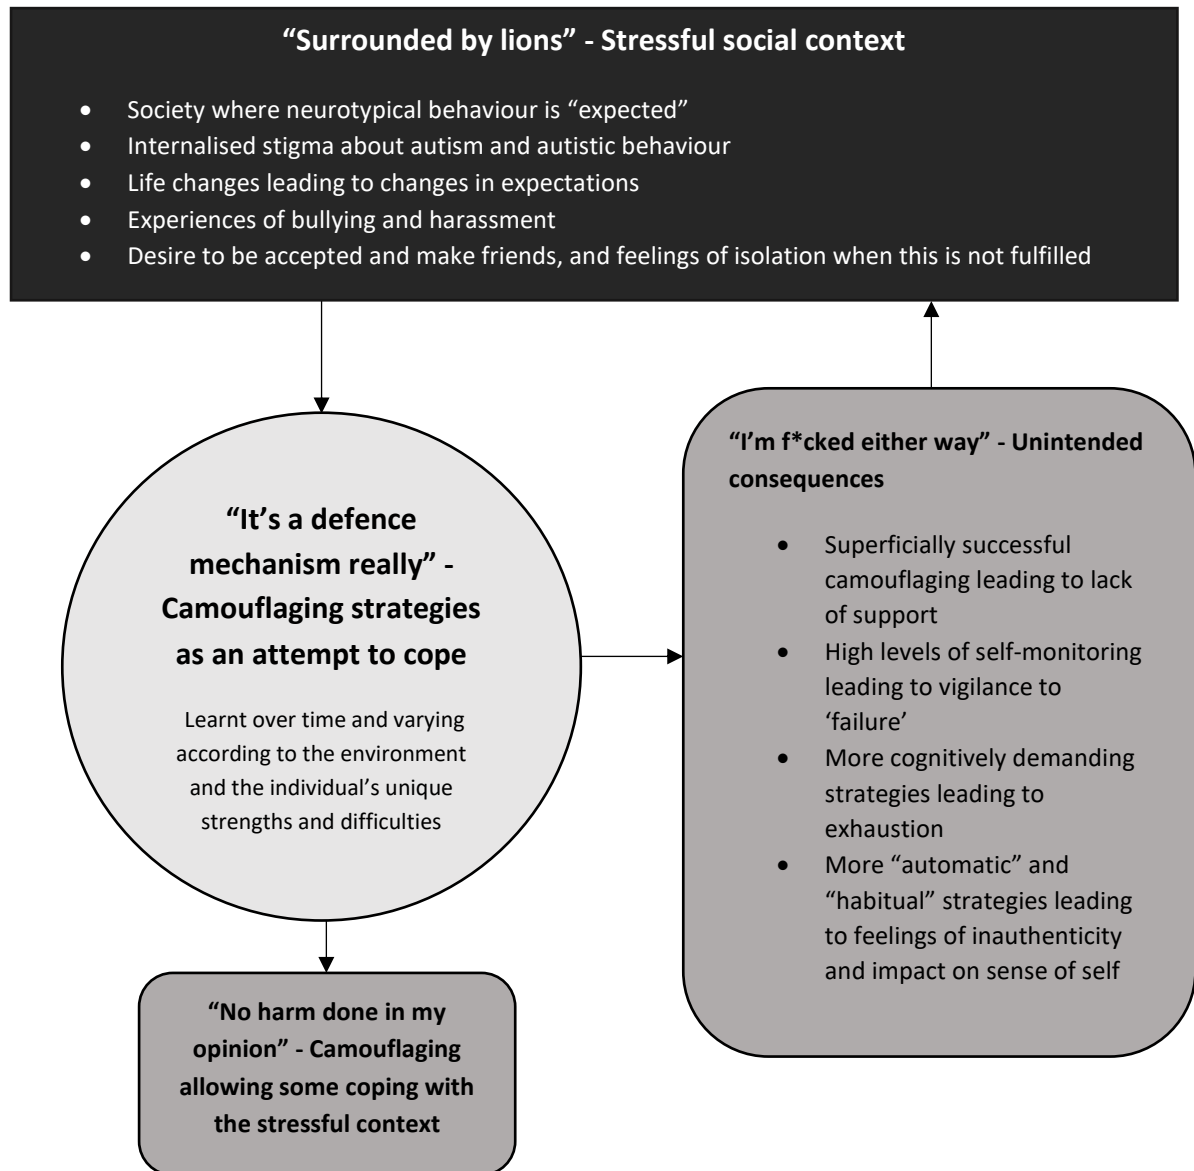 “Surrounded by lions” - Stressful social context
• Society where neurotypical behaviour is “expected”
• Internalised stigma about autism and autistic behaviour
• Life changes leading to changes in expectations
• Experiences of bullying and harassment
• Desire to be accepted and make friends, and feelings of isolation when this is not fulfilled
“It’s a defence
mechanism really” -
Camouflaging strategies
as an attempt to cope
Learnt over time and varying
according to the environment
and the individual’s unique
strengths and difficulties
“I’m f*cked either way” - Unintended
consequences
• Superficially successful
camouflaging leading to lack
of support
• High levels of self-monitoring
leading to vigilance to
‘failure’
• More cognitively demanding
strategies leading to
exhaustion
• More “automatic” and
“habitual” strategies leading
to feelings of inauthenticity
and impact on sense of self
“No harm done in my
opinion” - Camouflaging
allowing some coping with
the stressful context